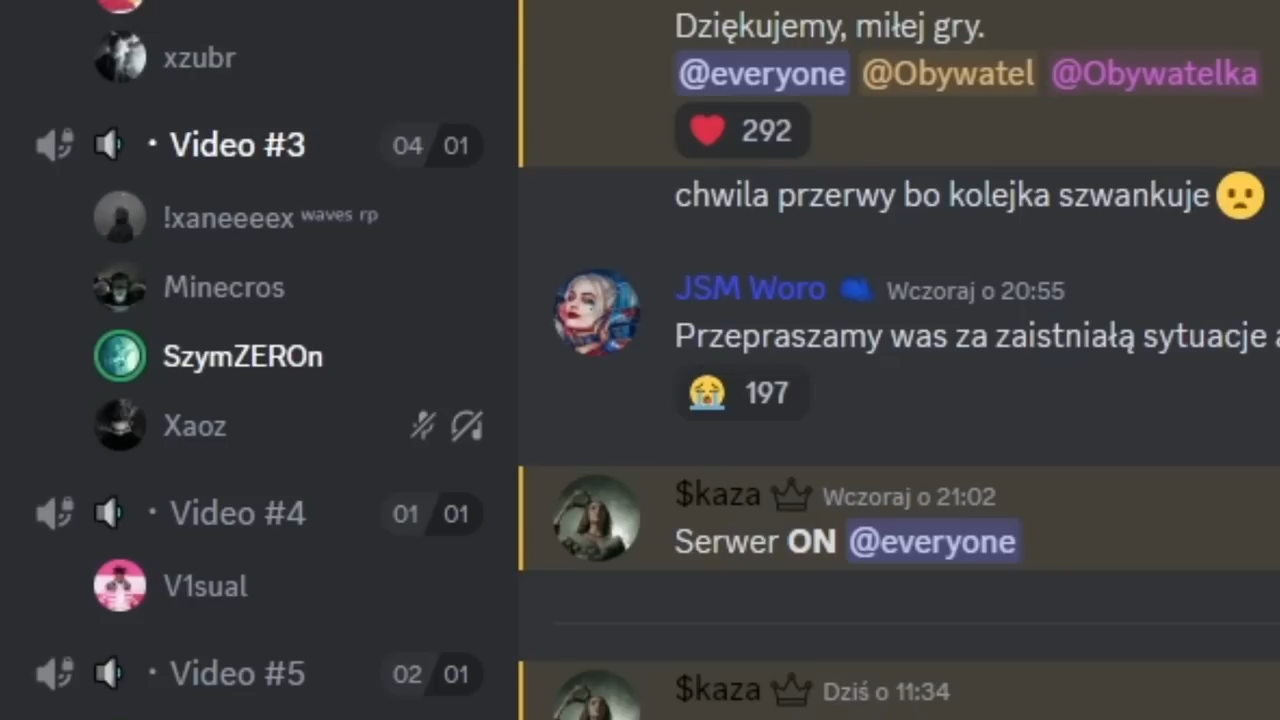 xzubr
Video #3 04 01
!xaneeeex waves rp
Minecros
SzymZEROn
Xaoz
Video #4 01 01
V1sual
Video #5 02 01
Dziękujemy, miłej gry.
@everyone @Obywatel @Obywatelka
292
chwila przerwy bo kolejka szwankuje
JSM Woro Wczoraj o 20:55
Przepraszamy was za zaistniałą sytuacje
197
$kaza Wczoraj o 21:02
Serwer ON @everyone
$kaza Dziś o 11:34